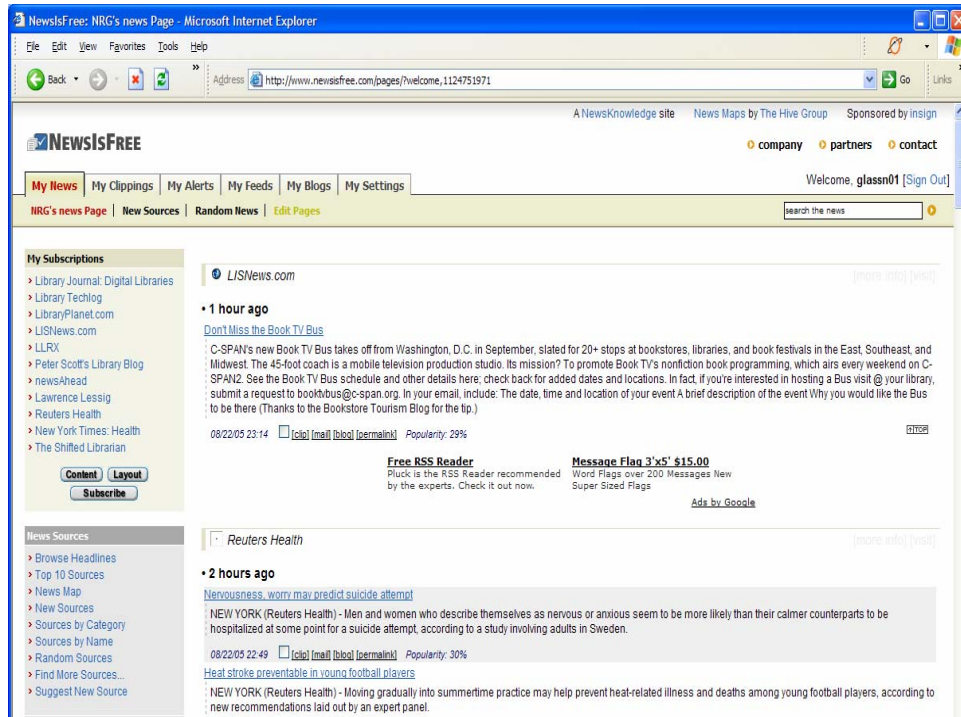 NewsIsFree: NRG's news Page - Microsoft Internet Explorer
File Edit View Favorites Tools Help
Back » Address http://www.newsisfree.com/pages/?welcome,1124751971 Go Links »
A NewsKnowledge site News Maps by The Hive Group Sponsored by insign
NEWSISFREE
company partners contact
My News My Clippings My Alerts My Feeds My Blogs My Settings
Welcome, glassn01 [Sign Out]
NRG's news Page | New Sources | Random News | Edit Pages
search the news
My Subscriptions
Library Journal: Digital Libraries
Library Techlog
LibraryPlanet.com
LISNews.com
LLRX
Peter Scott's Library Blog
newsAhead
Lawrence Lessig
Reuters Health
New York Times: Health
The Shifted Librarian
Content Layout
Subscribe
News Sources
Browse Headlines
Top 10 Sources
News Map
New Sources
Sources by Category
Sources by Name
Random Sources
Find More Sources...
Suggest New Source
LISNews.com [more info] [visit]
• 1 hour ago
Don't Miss the Book TV Bus
C-SPAN's new Book TV Bus takes off from Washington, D.C. in September, slated for 20+ stops at bookstores, libraries, and book festivals in the East, Southeast, and
Midwest. The 45-foot coach is a mobile television production studio. Its mission? To promote Book TV's nonfiction book programming, which airs every weekend on C-
SPAN2. See the Book TV Bus schedule and other details here; check back for added dates and locations. In fact, if you're interested in hosting a Bus visit @ your library,
submit a request to booktvbus@c-span.org. In your email, include: The date, time and location of your event A brief description of the event Why you would like the Bus
to be there (Thanks to the Bookstore Tourism Blog for the tip.)
08/22/05 23:14 [clip] [mail] [blog] [permalink] Popularity: 29% TOP
Free RSS Reader
Pluck is the RSS Reader recommended
by the experts. Check it out now.
Message Flag 3'x5' $15.00
Word Flags over 200 Messages New
Super Sized Flags
Ads by Google
Reuters Health [more info] [visit]
• 2 hours ago
Nervousness, worry may predict suicide attempt
NEW YORK (Reuters Health) - Men and women who describe themselves as nervous or anxious seem to be more likely than their calmer counterparts to be
hospitalized at some point for a suicide attempt, according to a study involving adults in Sweden.
08/22/05 22:49 [clip] [mail] [blog] [permalink] Popularity: 30%
Heat stroke preventable in young football players
NEW YORK (Reuters Health) - Moving gradually into summertime practice may help prevent heat-related illness and deaths among young football players, according to
new recommendations laid out by an expert panel.